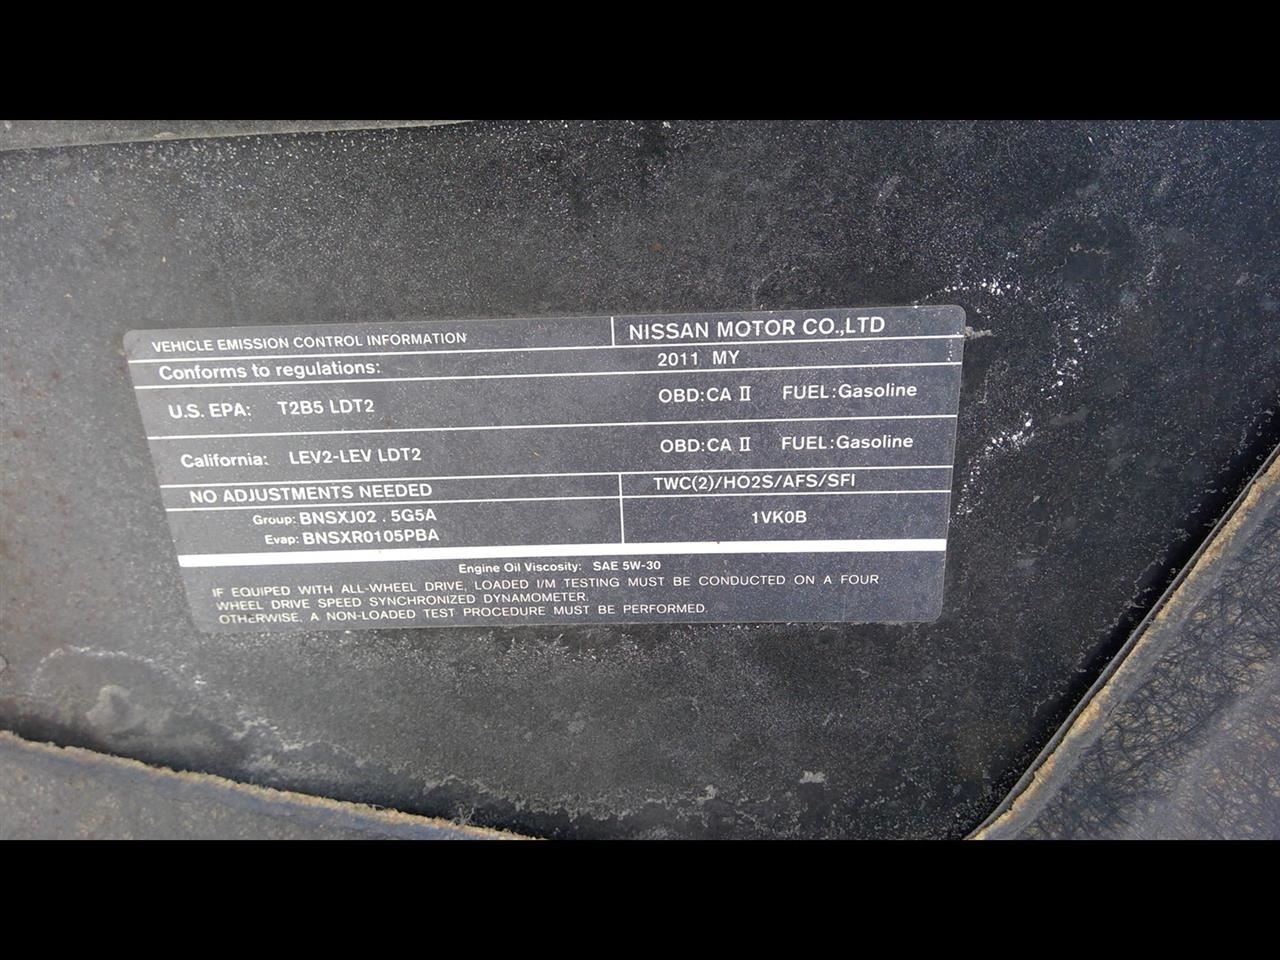 VEHICLE EMISSION CONTROL INFORMATION NISSAN MOTOR CO.,LTD
Conforms to regulations: 2011 MY
U.S. EPA: T2B5 LDT2 OBD:CA II FUEL:Gasoline
California: LEV2-LEV LDT2 OBD:CA II FUEL:Gasoline
NO ADJUSTMENTS NEEDED TWC(2)/HO2S/AFS/SFI
Group: BNSXJ02.5G5A 1VK0B
Evap: BNSXR0105PBA
Engine Oil Viscosity: SAE 5W-30
IF EQUIPED WITH ALL-WHEEL DRIVE, LOADED I/M TESTING MUST BE CONDUCTED ON A FOUR
WHEEL DRIVE SPEED SYNCHRONIZED DYNAMOMETER.
OTHERWISE, A NON-LOADED TEST PROCEDURE MUST BE PERFORMED.